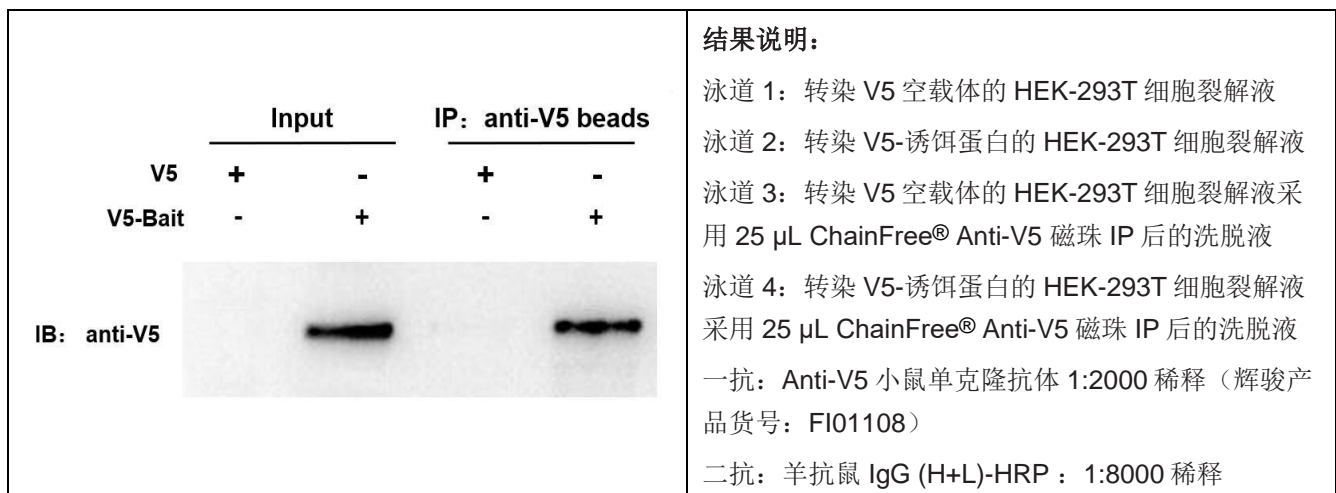 Input IP：anti-V5 beads
V5 + - + -
V5-Bait - + - +
IB： anti-V5
结果说明：
泳道 1：转染 V5 空载体的 HEK-293T 细胞裂解液
泳道 2：转染 V5-诱饵蛋白的 HEK-293T 细胞裂解液
泳道 3：转染 V5 空载体的 HEK-293T 细胞裂解液采
用 25 μL ChainFree® Anti-V5 磁珠 IP 后的洗脱液
泳道 4：转染 V5-诱饵蛋白的 HEK-293T 细胞裂解液
采用 25 μL ChainFree® Anti-V5 磁珠 IP 后的洗脱液
一抗：Anti-V5 小鼠单克隆抗体 1:2000 稀释（辉骏产
品货号：FI01108）
二抗：羊抗鼠 IgG (H+L)-HRP ：1:8000 稀释